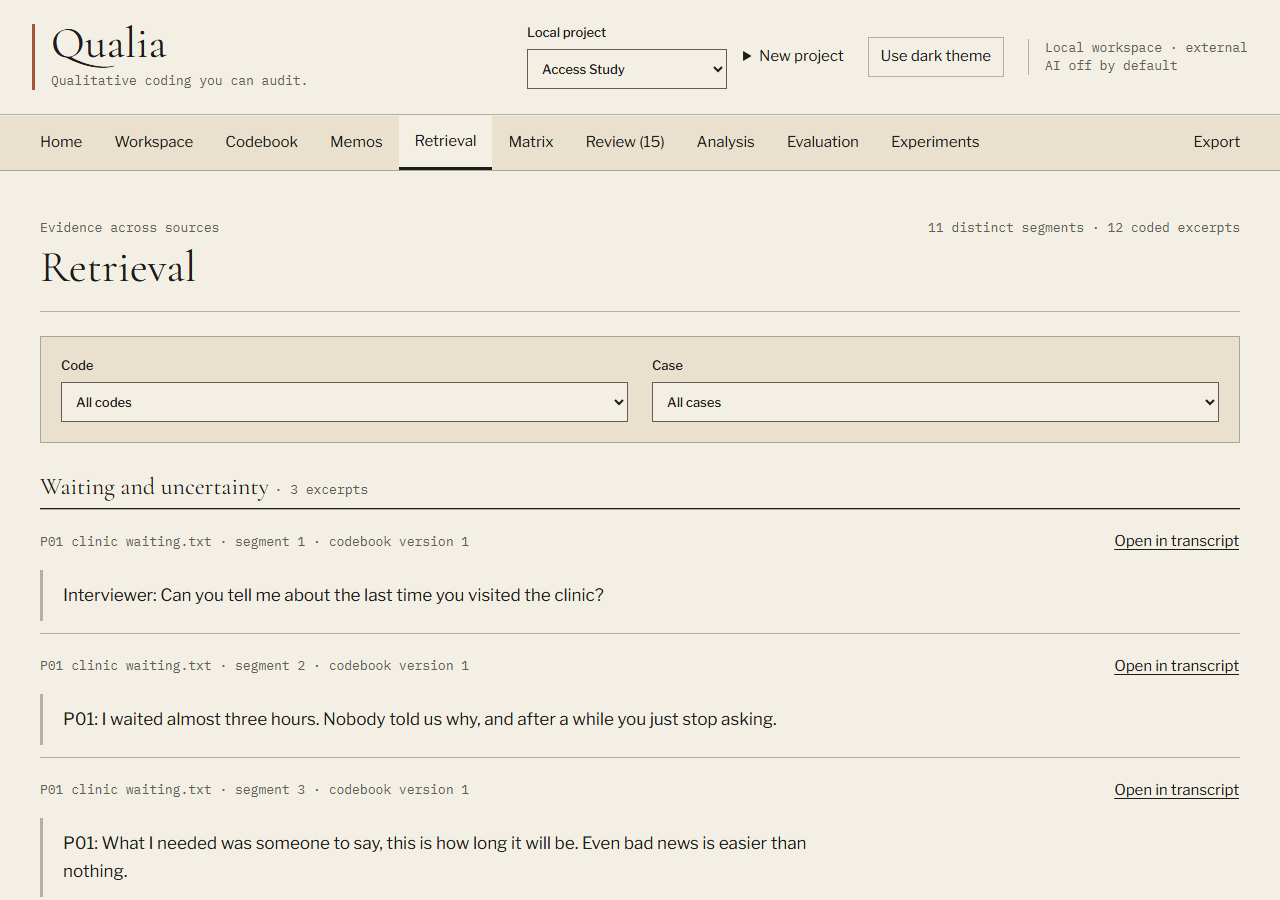 Qualia
Qualitative coding you can audit.
Local project
Access Study
New project
Use dark theme
Local workspace · external
AI off by default
Home Workspace Codebook Memos Retrieval Matrix Review (15) Analysis Evaluation Experiments Export
Evidence across sources
11 distinct segments · 12 coded excerpts
Retrieval
Code
All codes
Case
All cases
Waiting and uncertainty · 3 excerpts
P01 clinic waiting.txt · segment 1 · codebook version 1
Open in transcript
Interviewer: Can you tell me about the last time you visited the clinic?
P01 clinic waiting.txt · segment 2 · codebook version 1
Open in transcript
P01: I waited almost three hours. Nobody told us why, and after a while you just stop asking.
P01 clinic waiting.txt · segment 3 · codebook version 1
Open in transcript
P01: What I needed was someone to say, this is how long it will be. Even bad news is easier than
nothing.